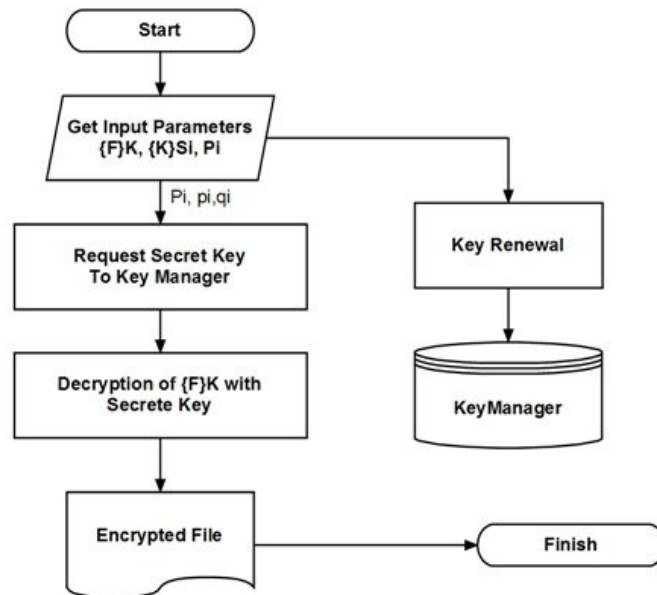 Start
Get Input Parameters
{F}K, {K}Si, Pi
Pi, pi,qi
Request Secret Key
To Key Manager
Key Renewal
Decryption of {F}K with
Secrete Key
KeyManager
Encrypted File
Finish